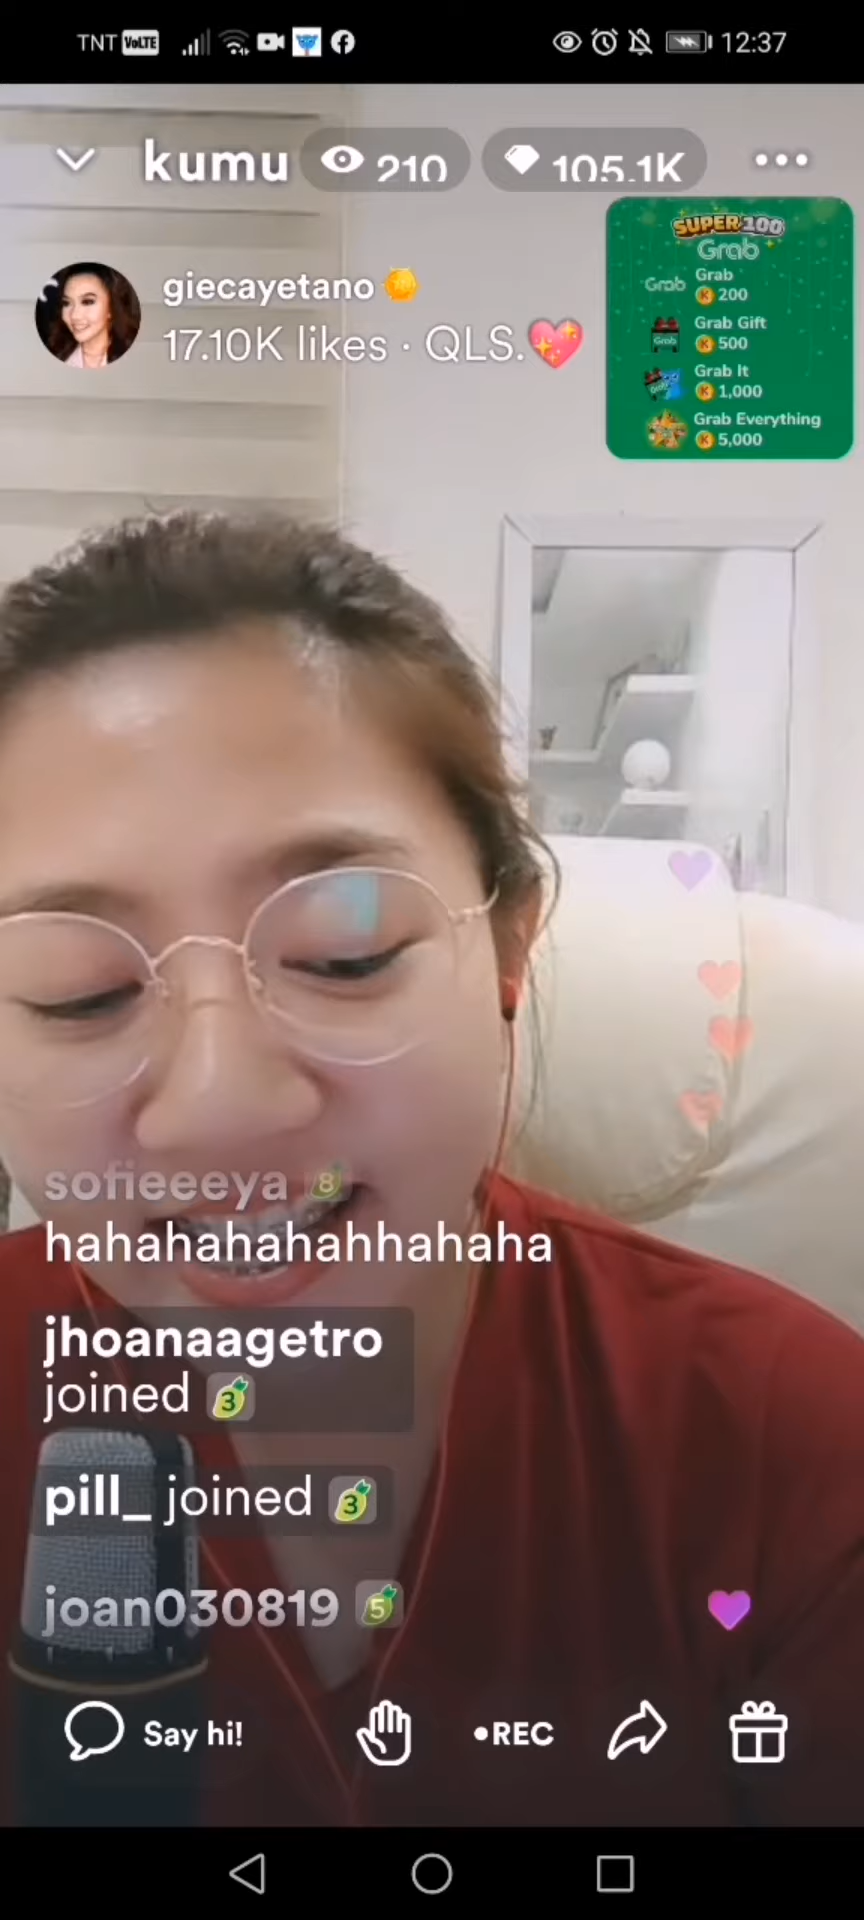 TNT VoLTE 12:37
kumu 210 105.1K
SUPER 100
Grab
Grab Grab
200
Grab Gift
Grab 500
Grab It
1,000
Grab Everything
5,000
giecayetano
17.10K likes · QLS.
sofieeeya 8
hahahahahahhahaha
jhoanaagetro
joined 3
pill_ joined 3
joan030819 5
Say hi! •REC